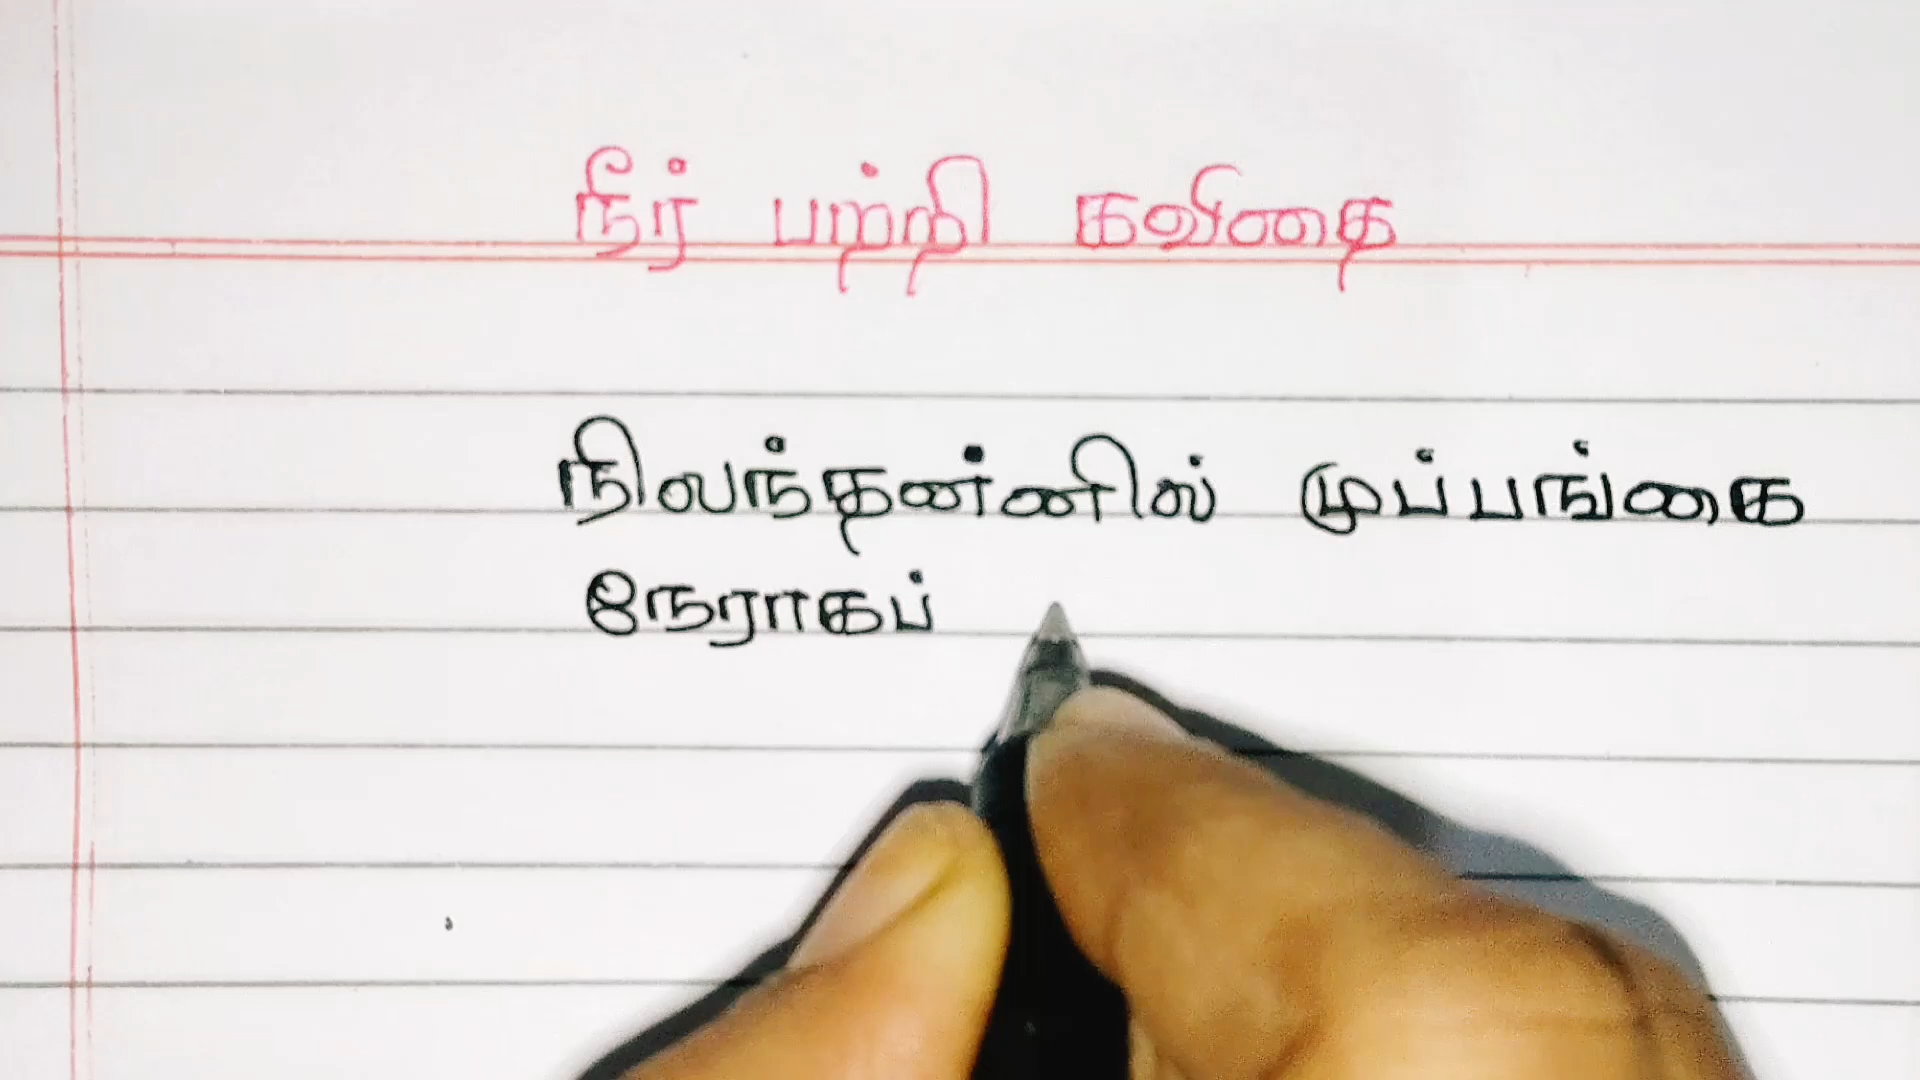 நீர் பற்றி கவிதை
நிலந்தன்னில் முப்பங்கை
நேராகப்